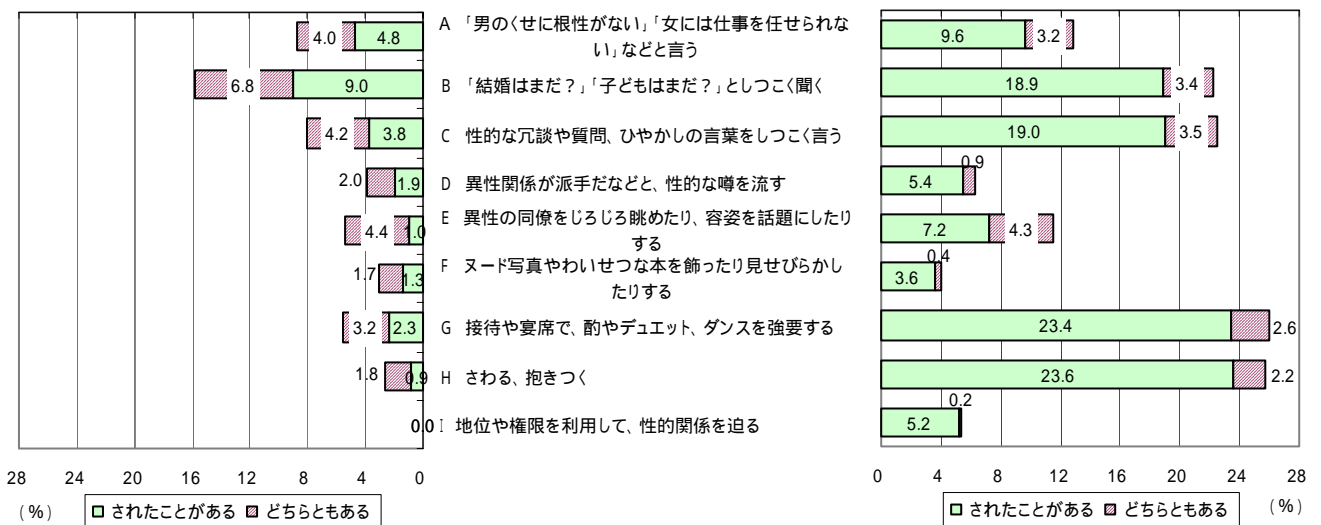 4.0 4.8 A 「男のくせに根性がない」「女には仕事を任せられな 9.6 3.2
い」などと言う
6.8 9.0 B 「結婚はまだ？」「子どもはまだ？」としつこく聞く 18.9 3.4
4.2 3.8 C 性的な冗談や質問、ひやかしの言葉をしつこく言う 19.0 3.5
2.0 1.9 D 異性関係が派手だなどと、性的な噂を流す 5.4 0.9
4.4 1.0 E 異性の同僚をじろじろ眺めたり、容姿を話題にしたり 7.2 4.3
する
1.7 1.3 F ヌード写真やわいせつな本を飾ったり見せびらかし 3.6 0.4
たりする
3.2 2.3 G 接待や宴席で、酌やデュエット、ダンスを強要する 23.4 2.6
1.8 0.9 H さわる、抱きつく 23.6 2.2
0.0 I 地位や権限を利用して、性的関係を迫る 5.2 0.2
28 24 20 16 12 8 4 0 0 4 8 12 16 20 24 28
(％) されたことがある どちらともある されたことがある どちらともある (％)